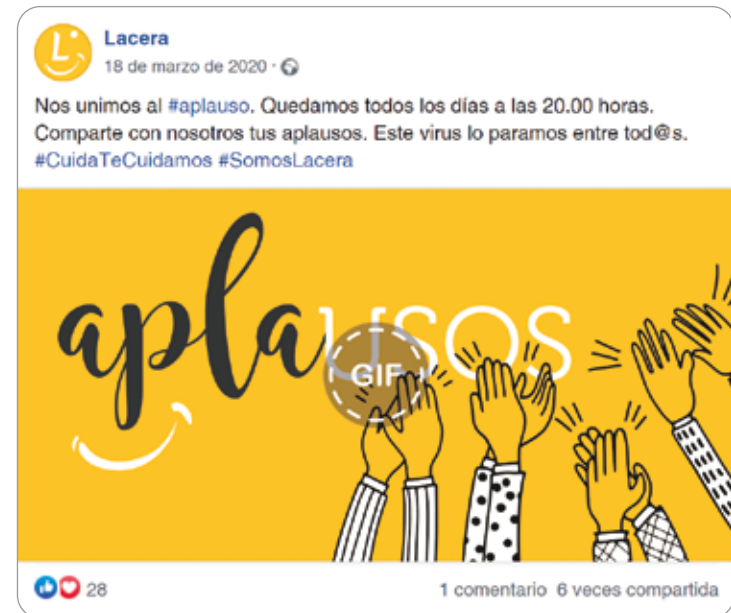 Lacera
18 de marzo de 2020 ·
Nos unimos al #aplauso. Quedamos todos los días a las 20.00 horas.
Comparte con nosotros tus aplausos. Este virus lo paramos entre tod@s.
#CuidaTeCuidamos #SomosLacera
aplausos
GIF
28
1 comentario 6 veces compartida